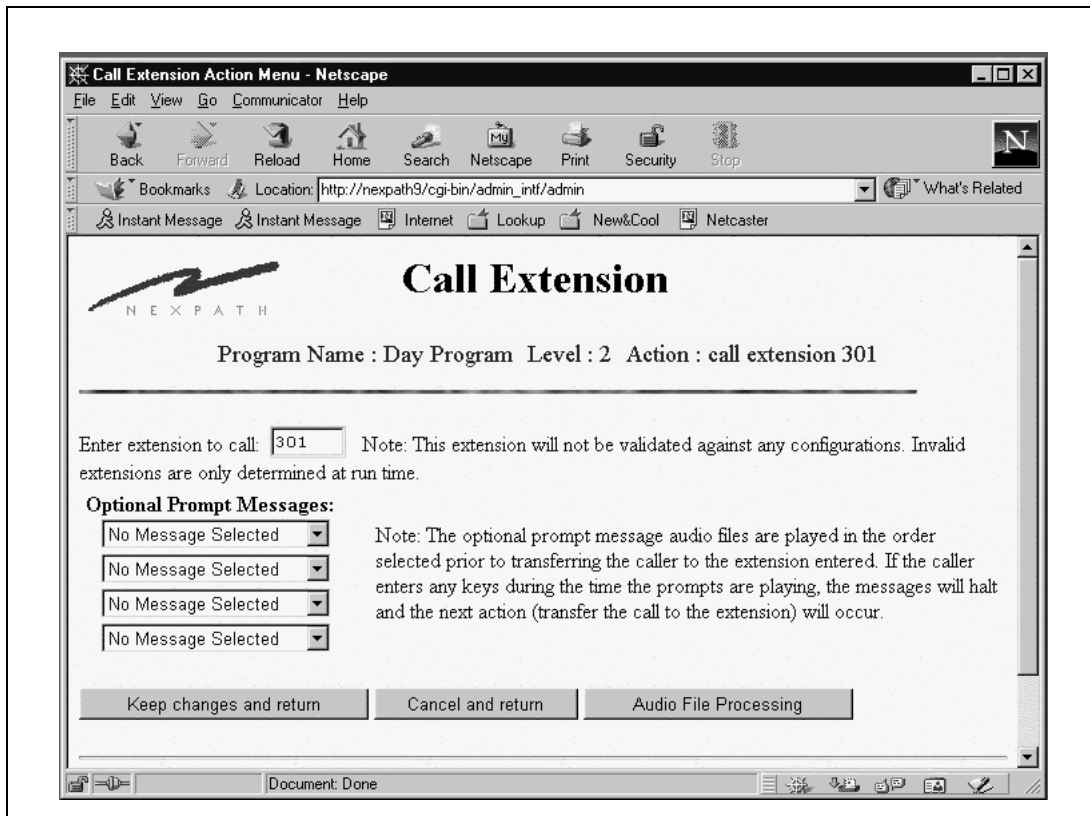 Call Extension Action Menu - Netscape
File Edit View Go Communicator Help
Back Forward Reload Home Search Netscape Print Security Stop
My
N
Bookmarks Location: http://nexpath9/cgi-bin/admin_intf/admin What's Related
Instant Message Instant Message Internet Lookup New&Cool Netcaster
NEXPATH
Call Extension
Program Name : Day Program Level : 2 Action : call extension 301
Enter extension to call: 301 Note: This extension will not be validated against any configurations. Invalid
extensions are only determined at run time.
Optional Prompt Messages:
No Message Selected
No Message Selected
No Message Selected
No Message Selected
Note: The optional prompt message audio files are played in the order
selected prior to transferring the caller to the extension entered. If the caller
enters any keys during the time the prompts are playing, the messages will halt
and the next action (transfer the call to the extension) will occur.
Keep changes and return Cancel and return Audio File Processing
Document: Done